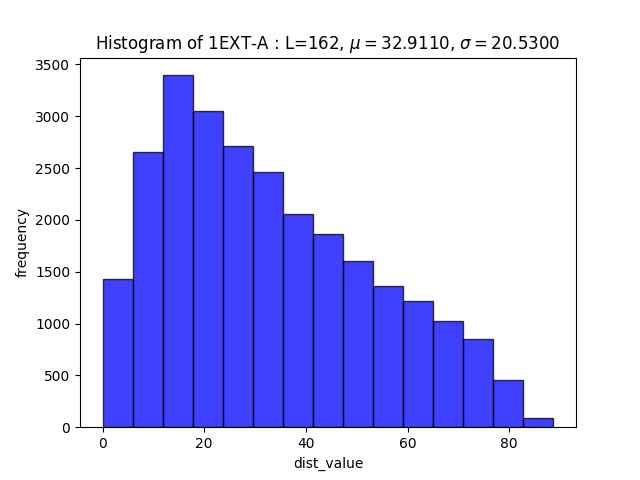 Histogram of 1EXT-A : L=162, μ = 32.9110, σ = 20.5300
3500
3000
2500
2000
1500
1000
500
0
frequency
0 20 40 60 80
dist_value